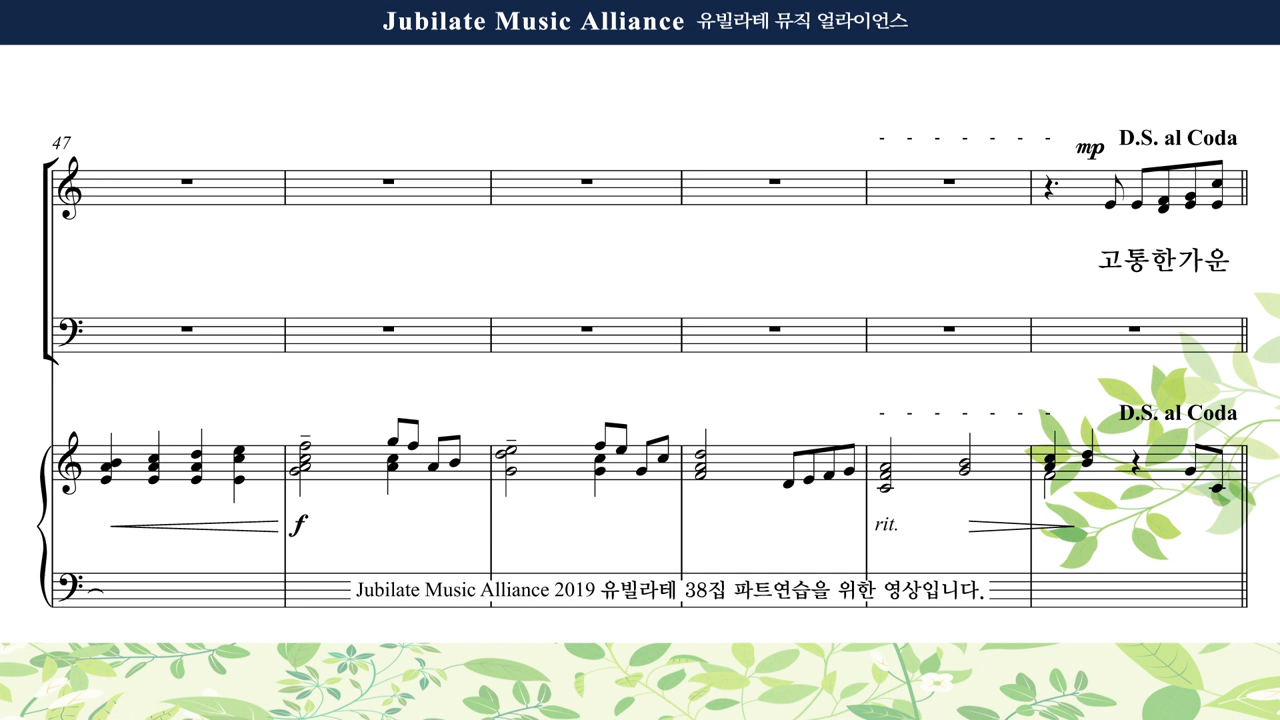 Jubilate Music Alliance 유빌라테 뮤직 얼라이언스
47
mp D.S. al Coda
고통한가운
D.S. al Coda
f
rit.
Jubilate Music Alliance 2019 유빌라테 38집 파트연습을 위한 영상입니다.